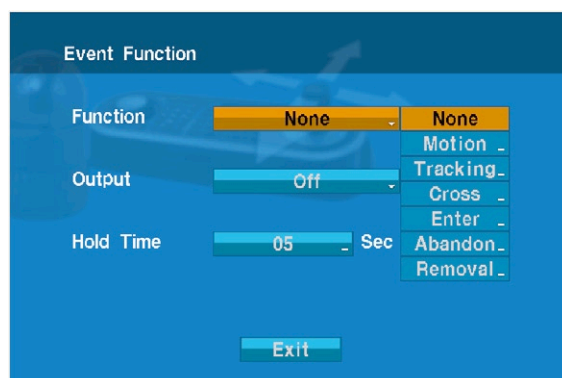 Event Function
Function None None
Motion
Tracking
Output Off
Cross
Enter
Hold Time 05 Sec Abandon
Removal
Exit